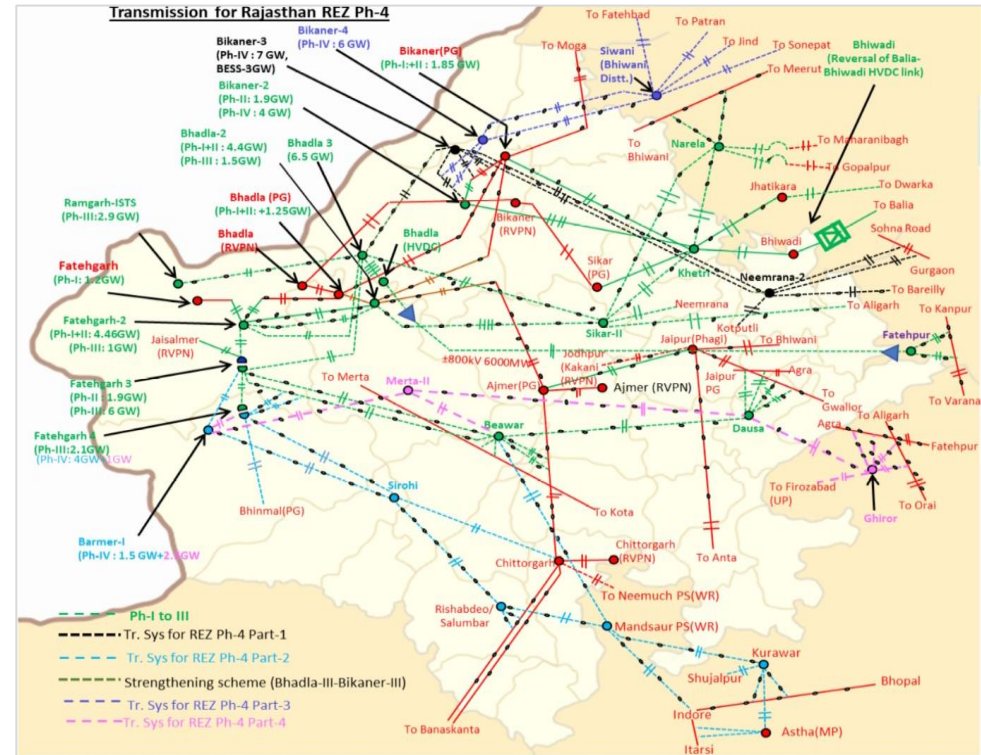 Transmission for Rajasthan REZ Ph-4
Bikaner-4
(Ph-IV: 6 GW)
Bikaner-3
(Ph-IV: 7 GW,
BESS-3GW)
Bikaner(PG)
(Ph-I:+II: 1.85 GW)
Bikaner-2
(Ph-II: 1.9GW)
(Ph-IV: 4 GW)
Bhadla-2
(Ph-I+II: 4.4GW)
(Ph-III: 1.5GW)
Bhadla 3
(6.5 GW)
Ramgarh-ISTS
(Ph-III:2.9 GW)
Bhadla (PG)
(Ph-I+II: +1.25GW)
Bhadla
(RVPN)
Bhadla
(HVDC)
Fatehgarh
(Ph-I: 1.2GW)
Fatehgarh-2
(Ph-I+II: 4.46GW)
(Ph-III: 1GW)
Jaisalmer
(RVPN)
Fatehgarh 3
(Ph-II: 1.9GW)
(Ph-III: 6 GW)
Fatehgarh 4
(Ph-III:2.1GW)
Barmer-I
(Ph-IV : 1.5 GW+
To Moga
To Fatehbad
To Patran
To Jind
To Sonepat
To Meerut
Siwani
(Bhiwani
Distt.)
Bhiwadi
(Reversal of Balia-
Bhiwadi HVDC link)
To
Bhiwani
Narela
To Maharanibagh
To Gopalpur
Jhatikara
To Dwarka
To Balia
Bhiwadi
Sohna Road
Gurgaon
Bikaner
(RVPN)
Sikar
(PG)
Khetri
Neemrana-2
To Bareilly
To Aligarh
To Kanpur
Neemrana
Kotputli
Sikar-II
±800kV 6000MW
Jodhpur
(Kakani
(RVPN)
Jaipur(Phagi)
To Bhiwani
Fatehpur
To Varana
Ajmer(PG)
Ajmer (RVPN)
Jaipur
PG
Agra
To
Gwallor
To Merta
Merta-II
Beawar
Dausa
To Aligarh
Agra
Fatehpur
To Firozabad
(UP)
To Orai
Ghiror
Sirohi
Bhinmal(PG)
To Kota
To Anta
Chittorgarh
Chittorgarh
(RVPN)
To Neemuch PS(WR)
Rishabdeo/
Salumbar
Mandsaur PS(WR)
Kurawar
Shujalpur
Bhopal
Indore
Itarsi
Astha(MP)
To Banaskanta
Ph-I to III
Tr. Sys for REZ Ph-4 Part-1
Tr. Sys for REZ Ph-4 Part-2
Strengthening scheme (Bhadla-III-Bikaner-III)
Tr. Sys for REZ Ph-4 Part-3
Tr. Sys for REZ Ph-4 Part-4